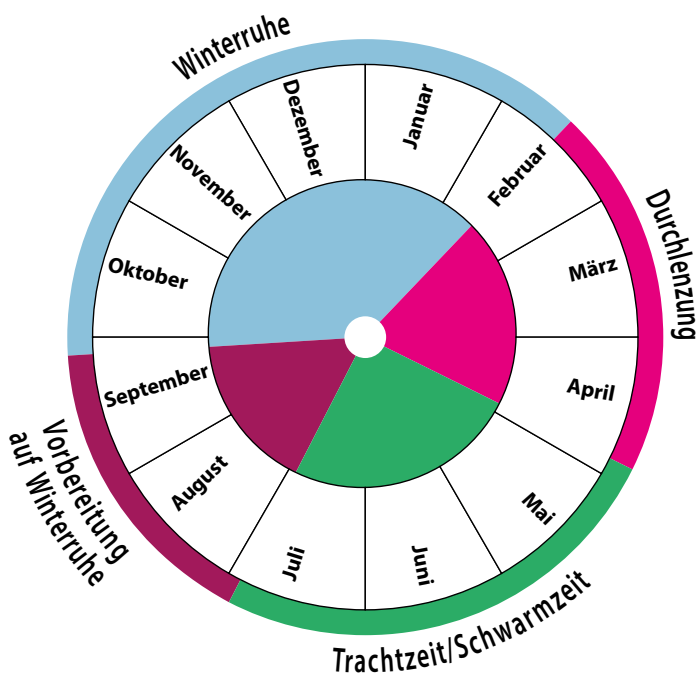 Winterruhe
Durchlenzung
Trachtzeit/Schwarmzeit
Vorbereitung
auf Winterruhe
Januar
Februar
März
April
Mai
Juni
Juli
August
September
Oktober
November
Dezember